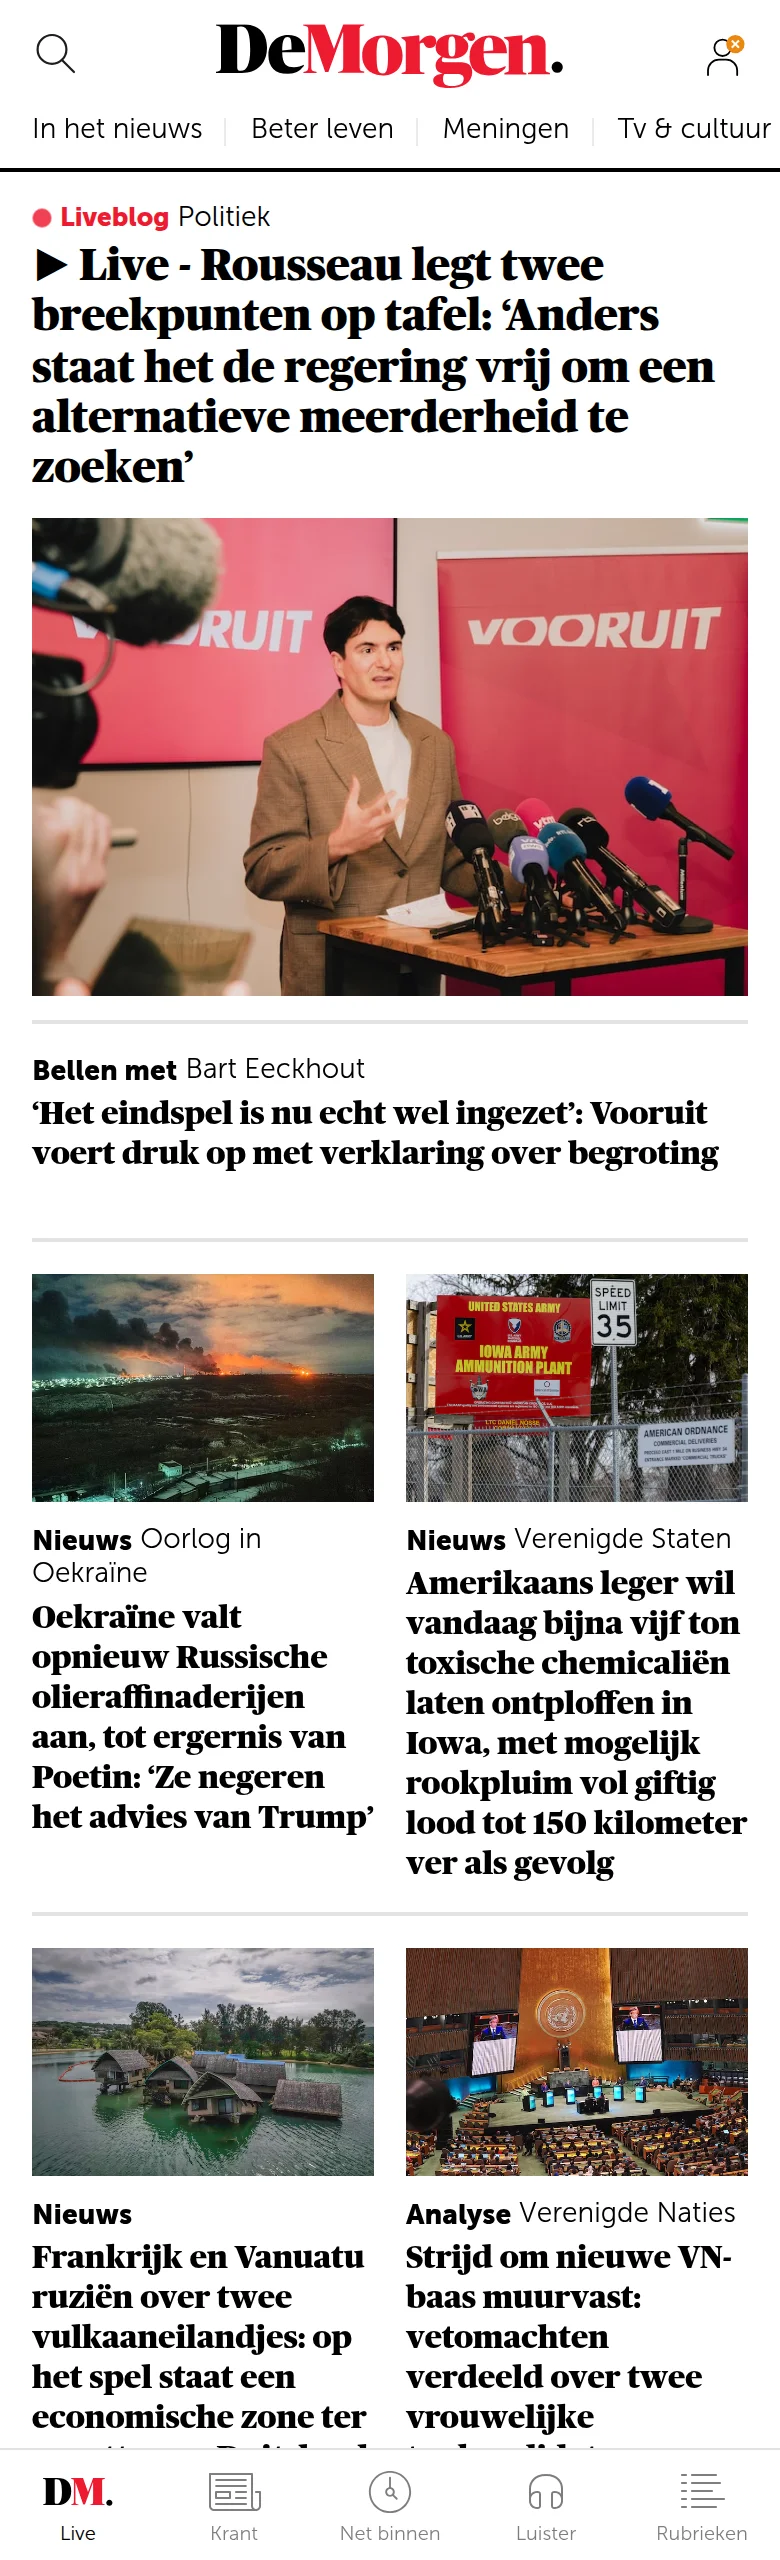 DeMorgen.
In het nieuws
Beter leven
Meningen
Tv & cultuur
Liveblog Politiek
► Live - Rousseau legt twee
breekpunten op tafel: ‘Anders
staat het de regering vrij om een
alternatieve meerderheid te
zoeken’
VOORUIT
VOORUIT
Bellen met Bart Eeckhout
‘Het eindspel is nu echt wel ingezet’: Vooruit
voert druk op met verklaring over begroting
UNITED STATES ARMY
IOWA ARMY
AMMUNITION PLANT
SPEED
LIMIT
35
AMERICAN ORDNANCE
COMMERCIAL DELIVERIES
Nieuws Oorlog in
Oekraïne
Oekraïne valt
opnieuw Russische
olieraffinaderijen
aan, tot ergernis van
Poetin: ‘Ze negeren
het advies van Trump’
Nieuws Verenigde Staten
Amerikaans leger wil
vandaag bijna vijf ton
toxische chemicaliën
laten ontploffen in
Iowa, met mogelijk
rookpluim vol giftig
lood tot 150 kilometer
ver als gevolg
Nieuws
Frankrijk en Vanuatu
ruziën over twee
vulkaaneilandjes: op
het spel staat een
economische zone ter
Analyse Verenigde Naties
Strijd om nieuwe VN-
baas muurvast:
vetomachten
verdeeld over twee
vrouwelijke
DM.
Live
Krant
Net binnen
Luister
Rubrieken